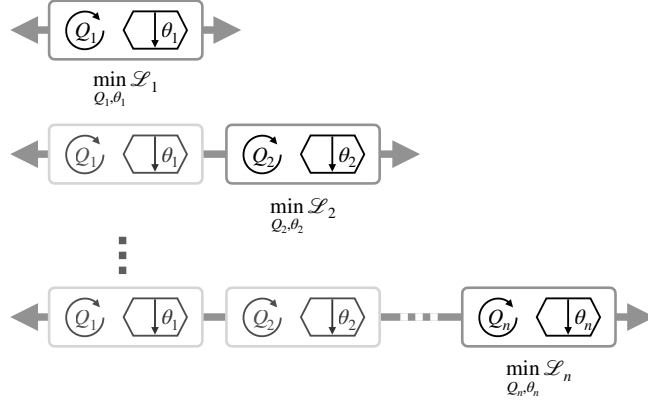 Q₁ θ₁
min ℒ₁
Q₁,θ₁
Q₁ θ₁ Q₂ θ₂
min ℒ₂
Q₂,θ₂
Q₁ θ₁ Q₂ θ₂ Qₙ θₙ
min ℒₙ
Qₙ,θₙ